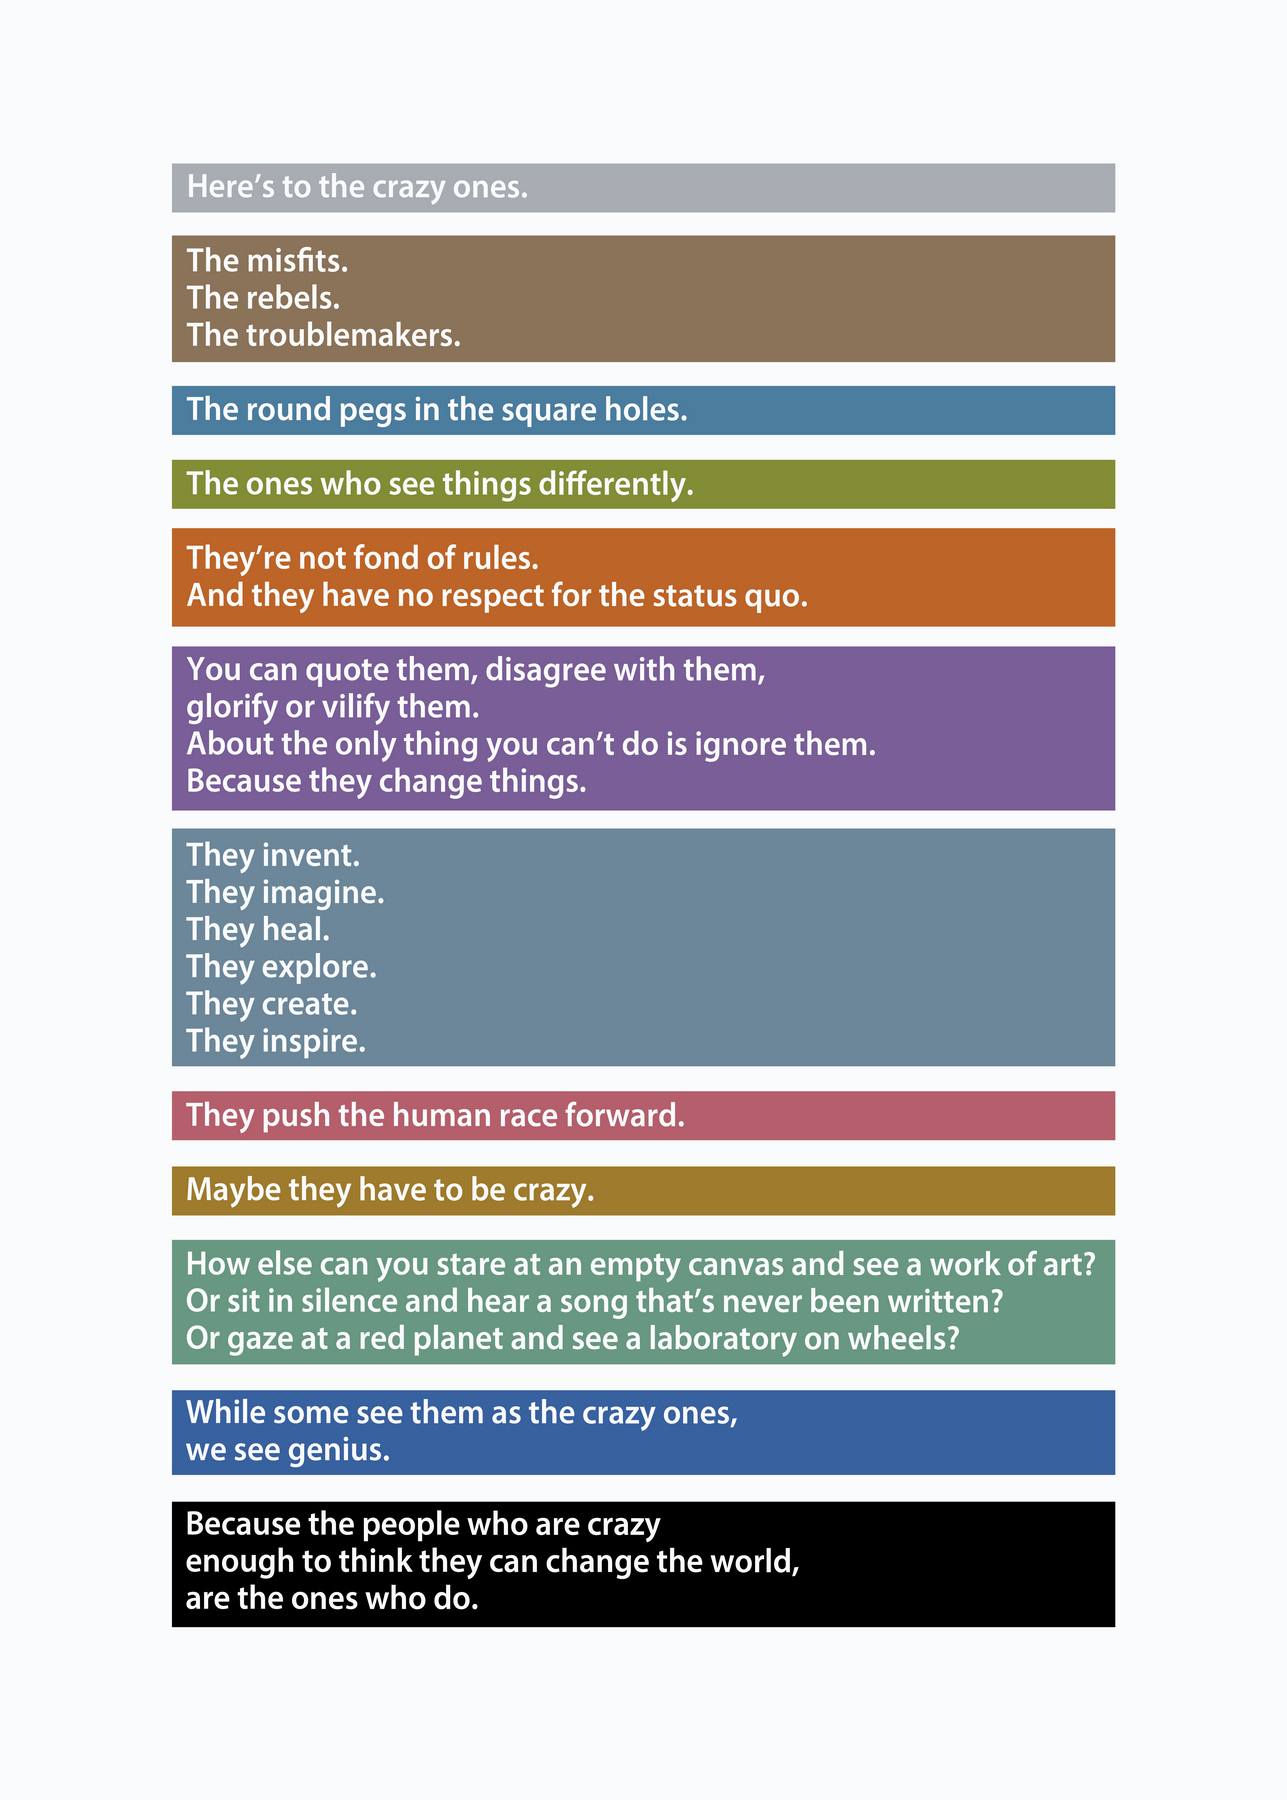 Here’s to the crazy ones.
The misfits.
The rebels.
The troublemakers.
The round pegs in the square holes.
The ones who see things differently.
They’re not fond of rules.
And they have no respect for the status quo.
You can quote them, disagree with them,
glorify or vilify them.
About the only thing you can’t do is ignore them.
Because they change things.
They invent.
They imagine.
They heal.
They explore.
They create.
They inspire.
They push the human race forward.
Maybe they have to be crazy.
How else can you stare at an empty canvas and see a work of art?
Or sit in silence and hear a song that’s never been written?
Or gaze at a red planet and see a laboratory on wheels?
While some see them as the crazy ones,
we see genius.
Because the people who are crazy
enough to think they can change the world,
are the ones who do.